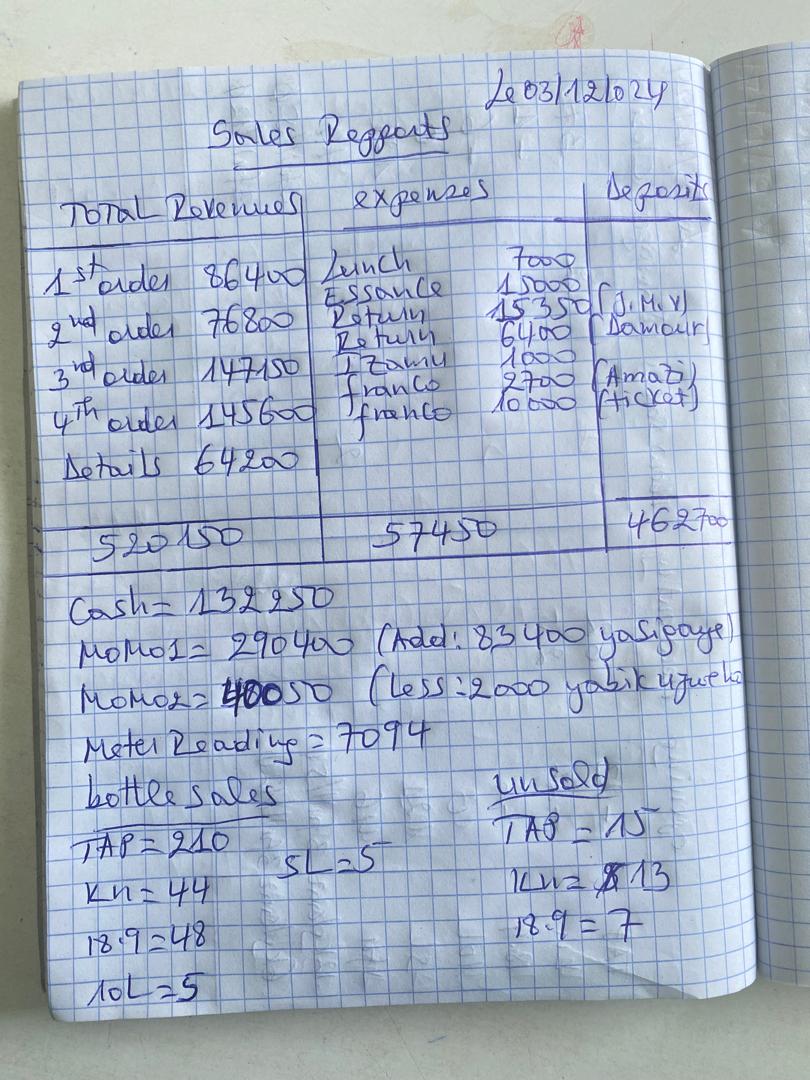 Le 03/12/024
Sales Repports
TOTAL Revenues expenses Deposits
1st order 86400 Lunch 7000
Essance 15000
2nd order 76800 Return 15350 (J.M.V)
Return 6400 (Damour)
3rd order 147150 IZamu 1000
franco 2700 (Amazi)
4th order 145600 franco 10000 (ticket)
Details 64200
520150 57450 462700
Cash= 132250
MOMO1= 290400 (Add: 83400 yasigaye)
MOMO2= 40050 (Less: 2000 yabikujweho
Meter Reading = 7094
bottle sales unsold
TAP = 210 5L=5 TAP = 15
Kn = 44 Kn= 13
18.9 = 48 18.9 = 7
10L = 5